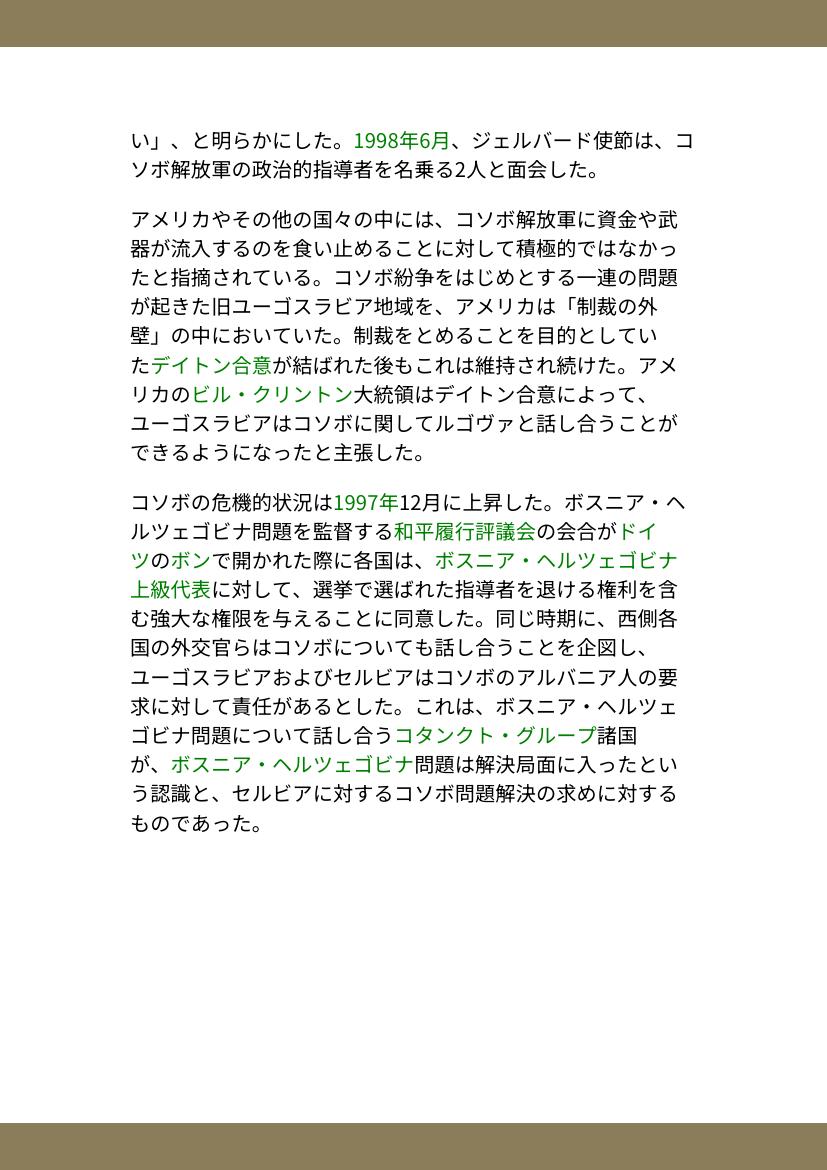 い」、と明らかにした。1998年6月、ジェルバード使節は、コ
ソボ解放軍の政治的指導者を名乗る2人と面会した。
アメリカやその他の国々の中には、コソボ解放軍に資金や武
器が流入するのを食い止めることに対して積極的ではなかっ
たと指摘されている。コソボ紛争をはじめとする一連の問題
が起きた旧ユーゴスラビア地域を、アメリカは「制裁の外
壁」の中においていた。制裁をとめることを目的としてい
たデイトン合意が結ばれた後もこれは維持され続けた。アメ
リカのビル・クリントン大統領はデイトン合意によって、
ユーゴスラビアはコソボに関してルゴヴァと話し合うことが
できるようになったと主張した。
コソボの危機的状況は1997年12月に上昇した。ボスニア・ヘ
ルツェゴビナ問題を監督する和平履行評議会の会合がドイ
ツのボンで開かれた際に各国は、ボスニア・ヘルツェゴビナ
上級代表に対して、選挙で選ばれた指導者を退ける権利を含
む強大な権限を与えることに同意した。同じ時期に、西側各
国の外交官らはコソボについても話し合うことを企図し、
ユーゴスラビアおよびセルビアはコソボのアルバニア人の要
求に対して責任があるとした。これは、ボスニア・ヘルツェ
ゴビナ問題について話し合うコタンクト・グループ諸国
が、ボスニア・ヘルツェゴビナ問題は解決局面に入ったとい
う認識と、セルビアに対するコソボ問題解決の求めに対する
ものであった。